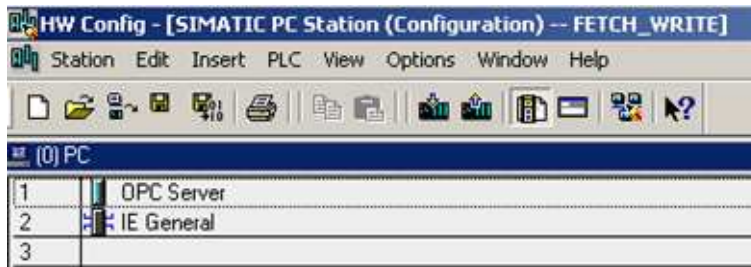 HW Config - [SIMATIC PC Station (Configuration) -- FETCH_WRITE]
Station Edit Insert PLC View Options Window Help
(0) PC
1 OPC Server
2 IE General
3